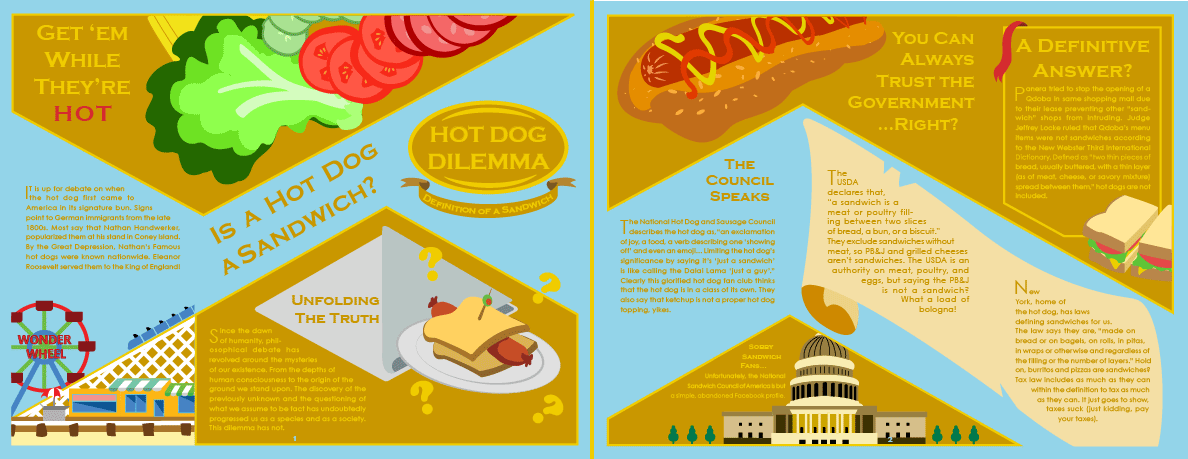 GET ‘EM
WHILE
THEY’RE
HOT
It is up for debate on when
the hot dog first came to
America in its signature bun. Signs
point to German immigrants from the late
1800s. Most say that Nathan Handwerker,
popularized them at his stand in Coney Island.
By the Great Depression, Nathan's Famous
hot dogs were known nationwide. Eleanor
Roosevelt served them to the King of England!
IS A HOT DOG
A SANDWICH?
HOT DOG
DILEMMA
DEFINITION OF A SANDWICH
UNFOLDING
THE TRUTH
Since the dawn
of humanity, phil-
osophical debate has
revolved around the mysteries
of our existence. From the depths of
human consciousness to the origin of the
ground we stand upon. The discovery of the
previously unknown and the questioning of
what we assume to be fact has undoubtedly
progressed us as a species and as a society.
This dilemma has not.
WONDER
WHEEL
1
YOU CAN
ALWAYS
TRUST THE
GOVERNMENT
...RIGHT?
THE
COUNCIL
SPEAKS
The National Hot Dog and Sausage Council
describes the hot dog as, "an exclamation
of joy, a food, a verb describing one 'showing
off' and even an emoji... Limiting the hot dog's
significance by saying it's 'just a sandwich'
is like calling the Dalai Lama 'just a guy'."
Clearly this glorified hot dog fan club thinks
that the hot dog is in a class of its own. They
also say that ketchup is not a proper hot dog
topping, yikes.
The
USDA
declares that,
"a sandwich is a
meat or poultry fill-
ing between two slices
of bread, a bun, or a biscuit."
They exclude sandwiches without
meat, so PB&J and grilled cheeses
aren't sandwiches. The USDA is an
authority on meat, poultry, and
eggs, but saying the PB&J
is not a sandwich?
What a load of
bologna!
A DEFINITIVE
ANSWER?
Panera tried to stop the opening of a
Qdoba in same shopping mall due
to their lease preventing other "sand-
wich" shops from intruding. Judge
Jeffrey Locke ruled that Qdoba's menu
items were not sandwiches according
to the New Webster Third International
Dictionary. Defined as "two thin pieces of
bread, usually buttered, with a thin layer
(as of meat, cheese, or savory mixture)
spread between them," hot dogs are not
included.
New
York, home of
the hot dog, has laws
defining sandwiches for us.
The law says they are, "made on
bread or on bagels, on rolls, in pitas,
in wraps or otherwise and regardless of
the filling or the number of layers." Hold
on, burritos and pizzas are sandwiches?
Tax law includes as much as they can
within the definition to tax as much
as they can. It just goes to show,
taxes suck (just kidding, pay
your taxes).
SORRY
SANDWICH
FANS...
Unfortunately, the National
Sandwich Council of America is but
a simple, abandoned Facebook profile.
2